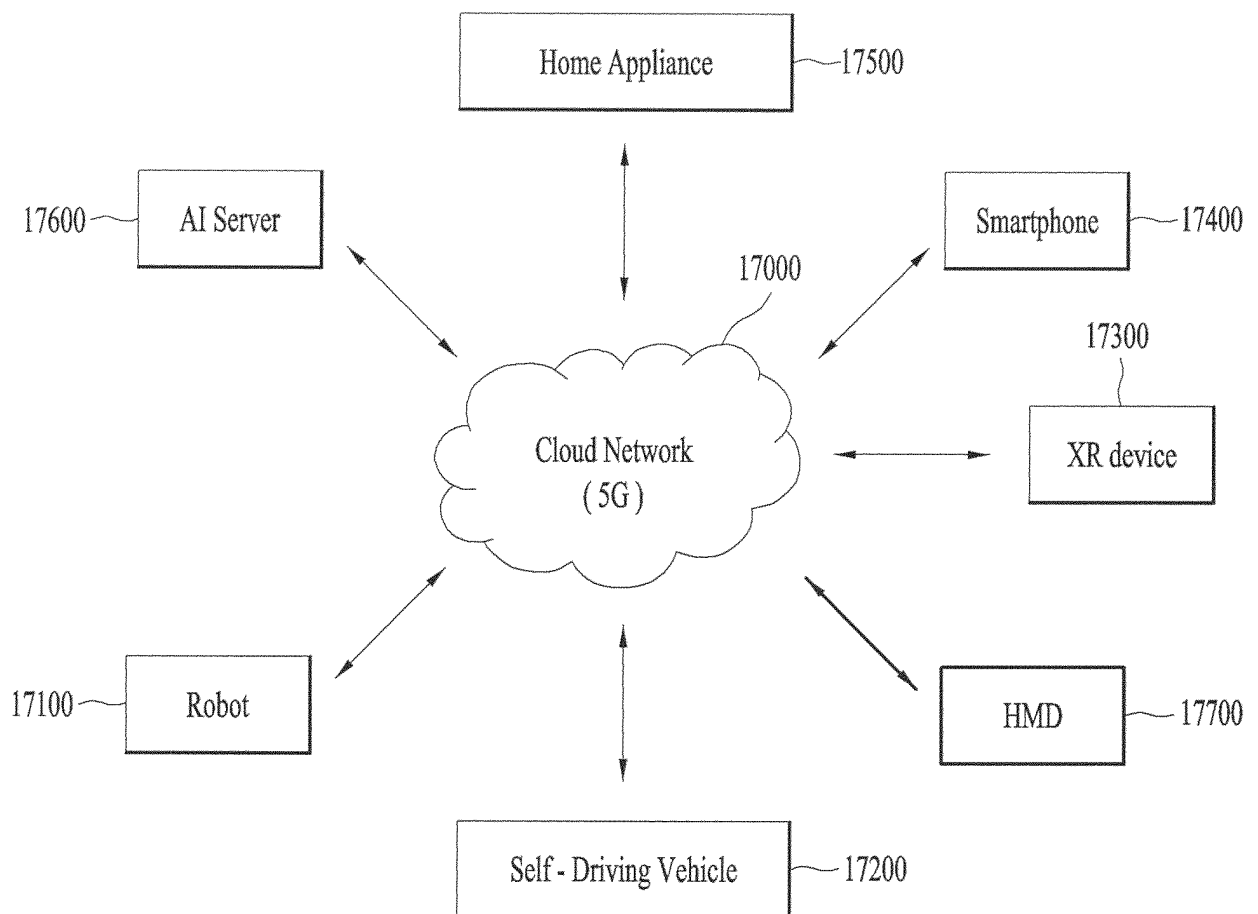 Home Appliance
17500
17600
AI Server
Smartphone
17400
17000
17300
Cloud Network
( 5G )
XR device
17100
Robot
HMD
17700
Self - Driving Vehicle
17200